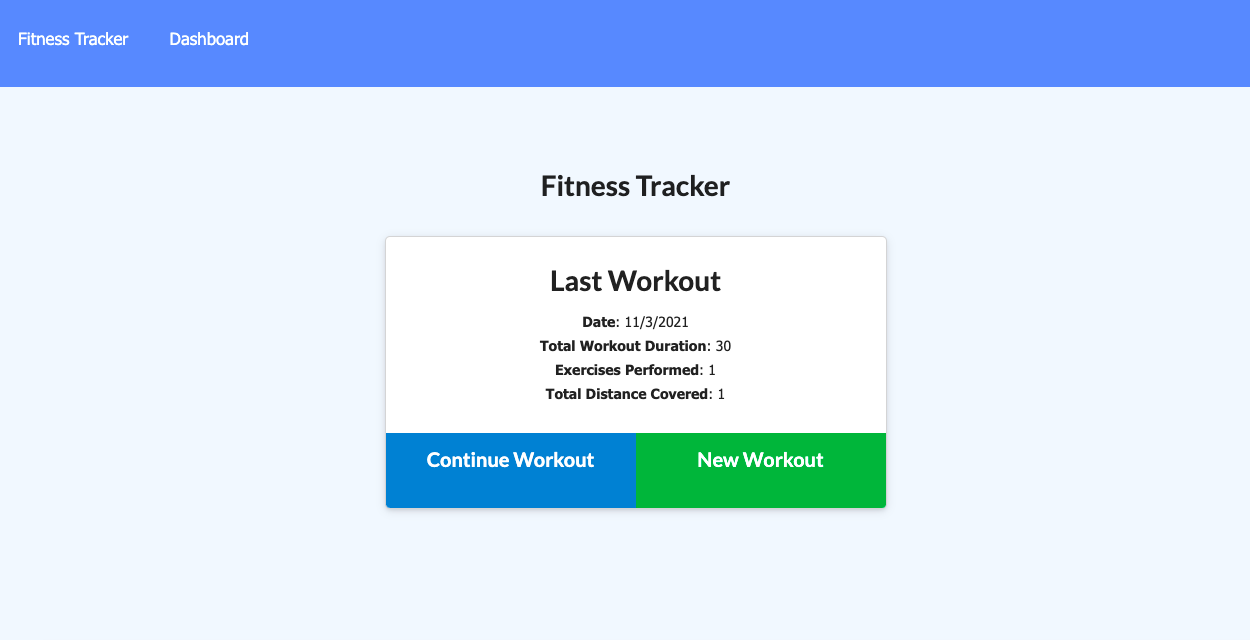 Fitness Tracker Dashboard
Fitness Tracker
Last Workout
Date: 11/3/2021
Total Workout Duration: 30
Exercises Performed: 1
Total Distance Covered: 1
Continue Workout New Workout